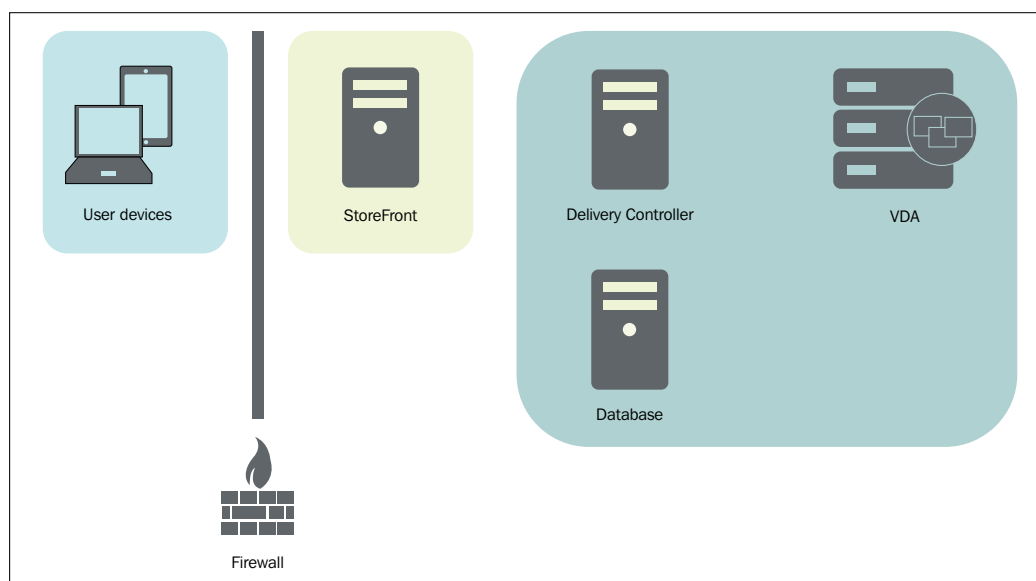 User devices
StoreFront
Delivery Controller
VDA
Database
Firewall